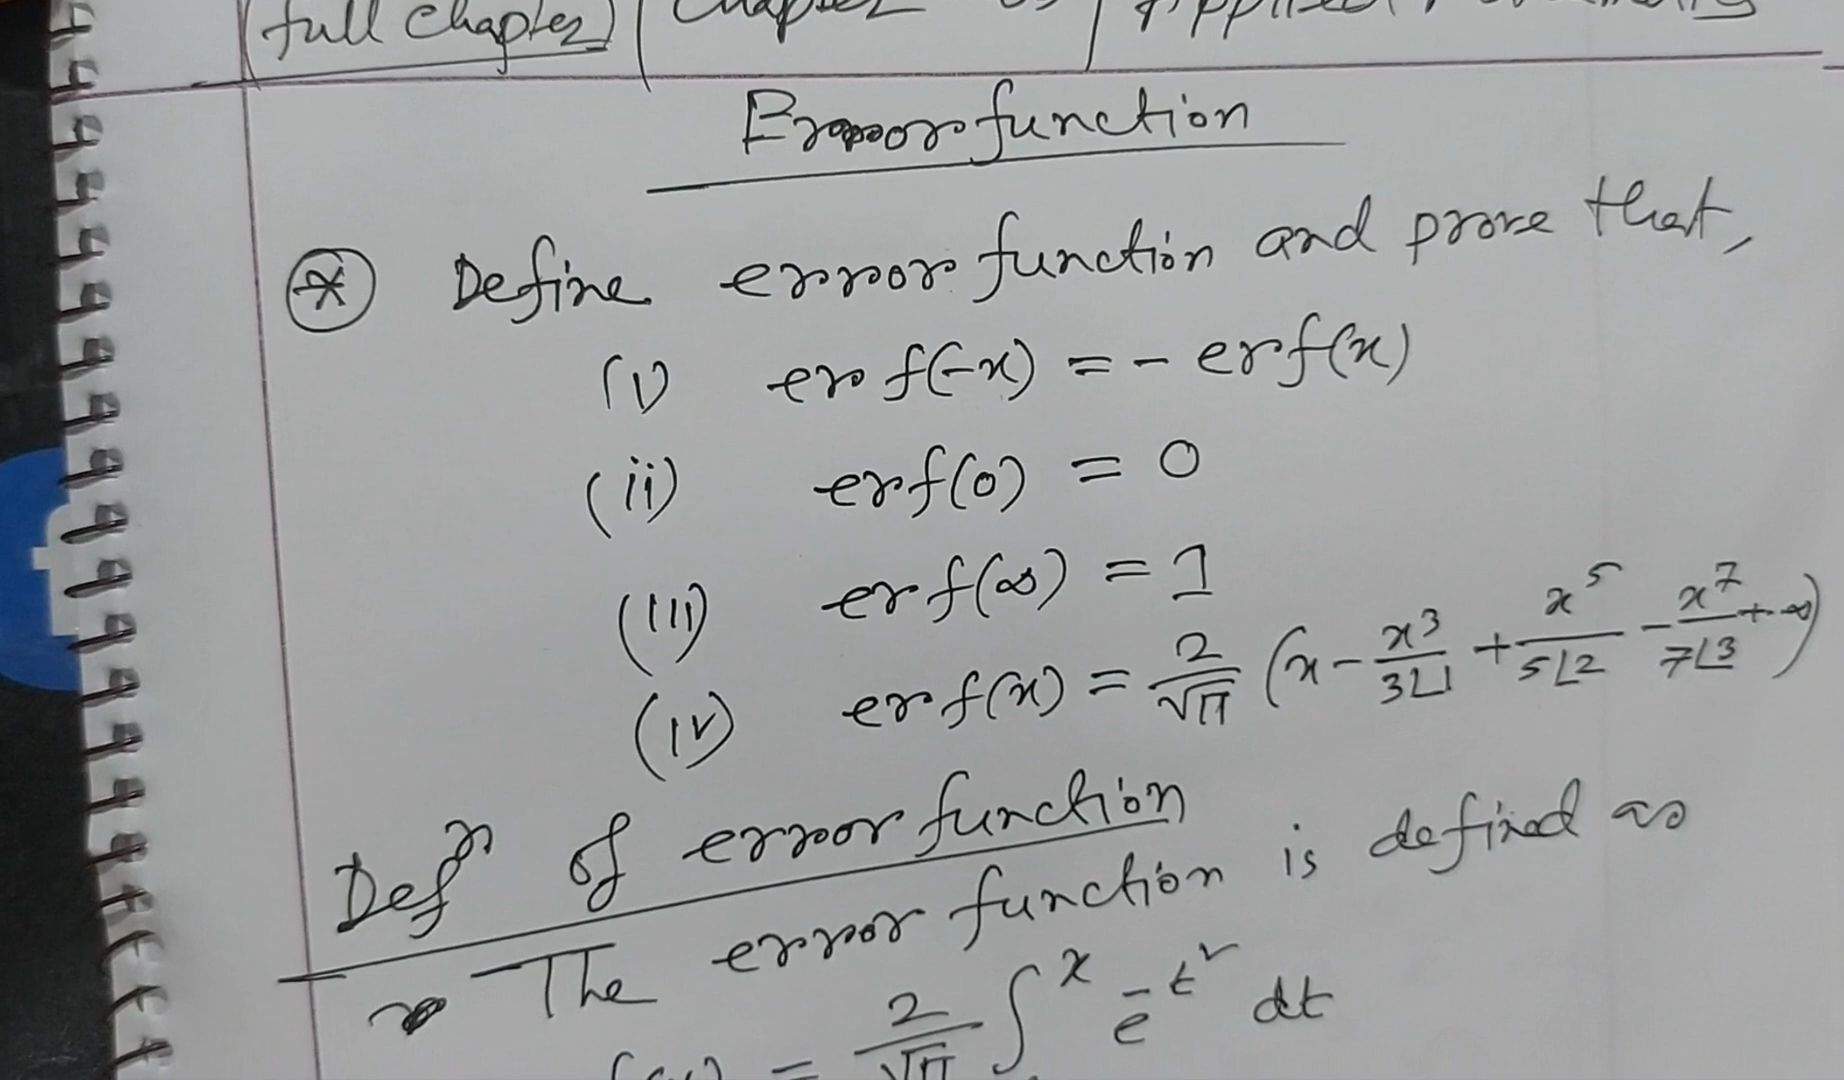 full chapter
Error function
* Define error function and prove that,
(i) erf(-x) = - erf(x)
(ii) erf(0) = 0
(iii) erf(∞) = 1
(iv) erf(x) = 2/√π (x - x³/3⌊1 + x⁵/5⌊2 - x⁷/7⌊3 + ∞)
Defⁿ of error function
The error function is defined as
= 2/√π ∫ˣ e^-t² dt